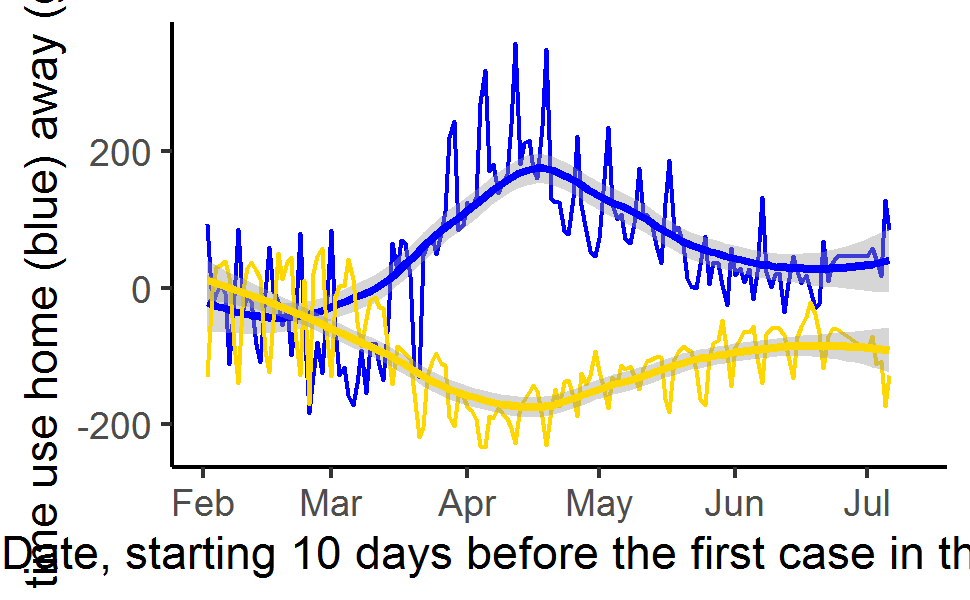 time use home (blue) away (
200
0
-200
Feb Mar Apr May Jun Jul
Date, starting 10 days before the first case in th